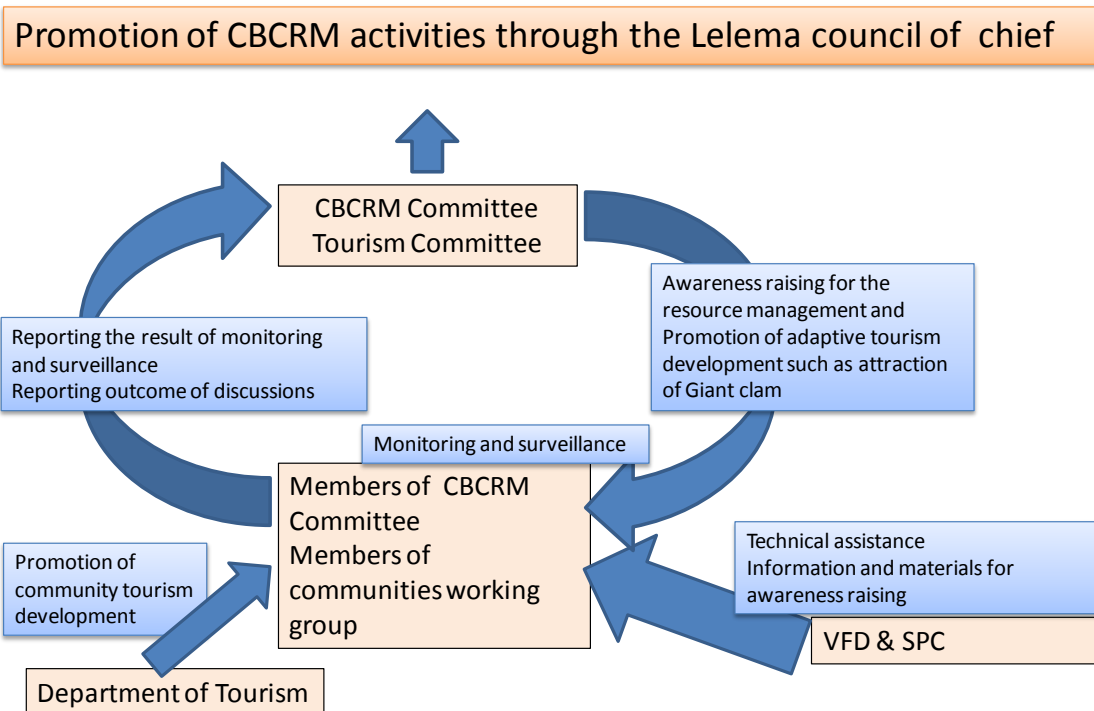 Promotion of CBCRM activities through the Lelema council of chief
CBCRM Committee
Tourism Committee
Awareness raising for the
resource management and
Promotion of adaptive tourism
development such as attraction
of Giant clam
Reporting the result of monitoring
and surveillance
Reporting outcome of discussions
Monitoring and surveillance
Members of CBCRM
Committee
Members of
communities working
group
Promotion of
community tourism
development
Technical assistance
Information and materials for
awareness raising
VFD & SPC
Department of Tourism